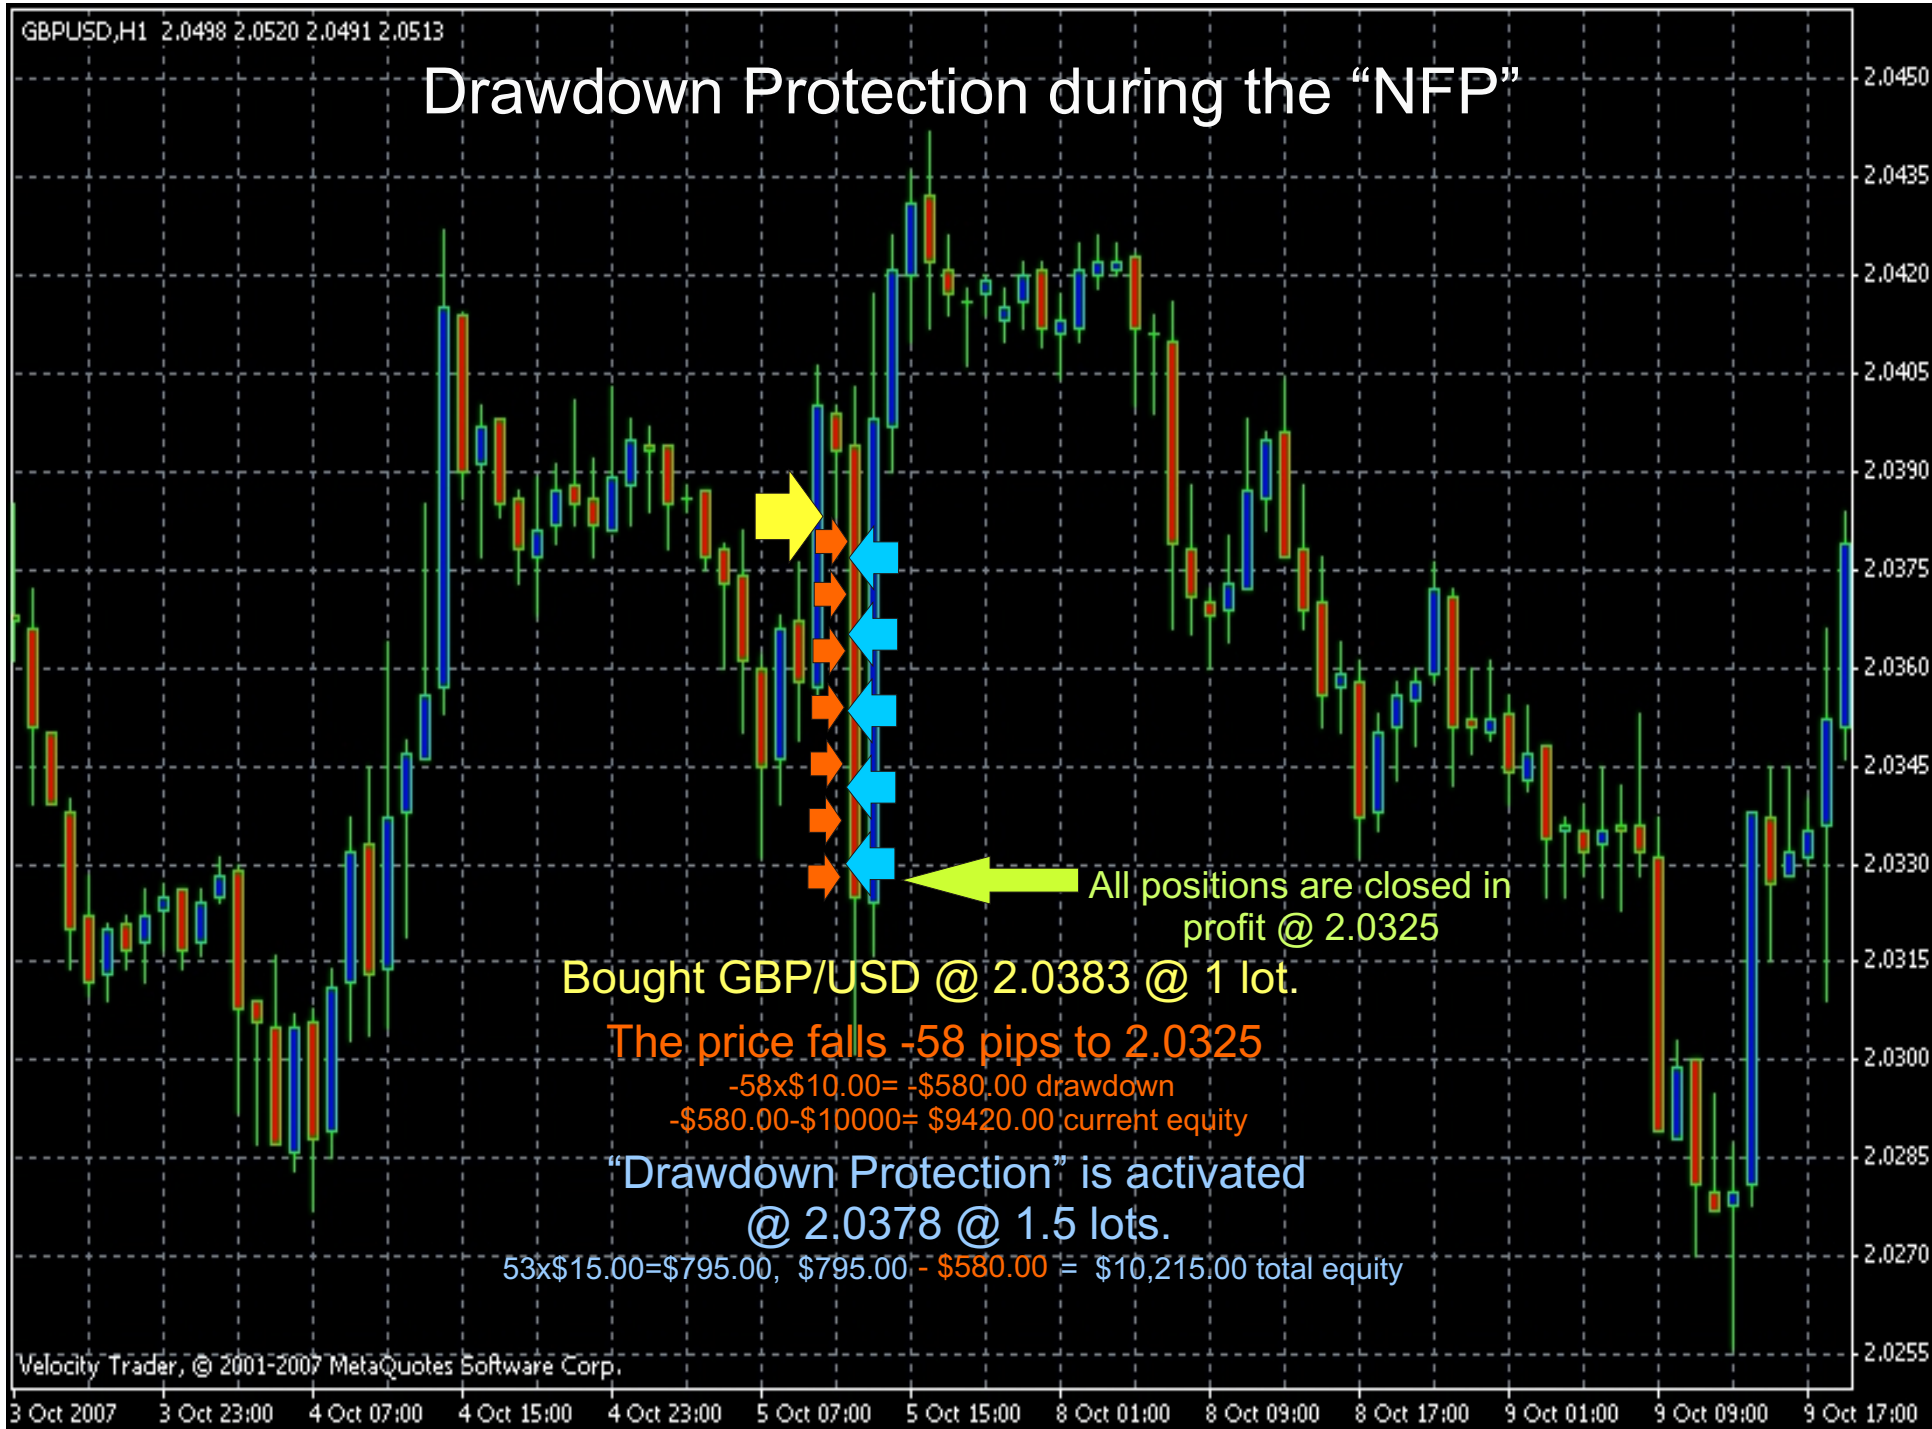 GBPUSD,H1 2.0498 2.0520 2.0491 2.0513
Drawdown Protection during the “NFP”
2.0450
2.0435
2.0420
2.0405
2.0390
2.0375
2.0360
2.0345
2.0330
2.0315
2.0300
2.0285
2.0270
2.0255
All positions are closed in
profit @ 2.0325
Bought GBP/USD @ 2.0383 @ 1 lot.
The price falls -58 pips to 2.0325
-58x$10.00= -$580.00 drawdown
-$580.00-$10000= $9420.00 current equity
“Drawdown Protection” is activated
@ 2.0378 @ 1.5 lots.
53x$15.00=$795.00, $795.00 - $580.00 = $10,215.00 total equity
Velocity Trader, © 2001-2007 MetaQuotes Software Corp.
3 Oct 2007 3 Oct 23:00 4 Oct 07:00 4 Oct 15:00 4 Oct 23:00 5 Oct 07:00 5 Oct 15:00 8 Oct 01:00 8 Oct 09:00 8 Oct 17:00 9 Oct 01:00 9 Oct 09:00 9 Oct 17:00